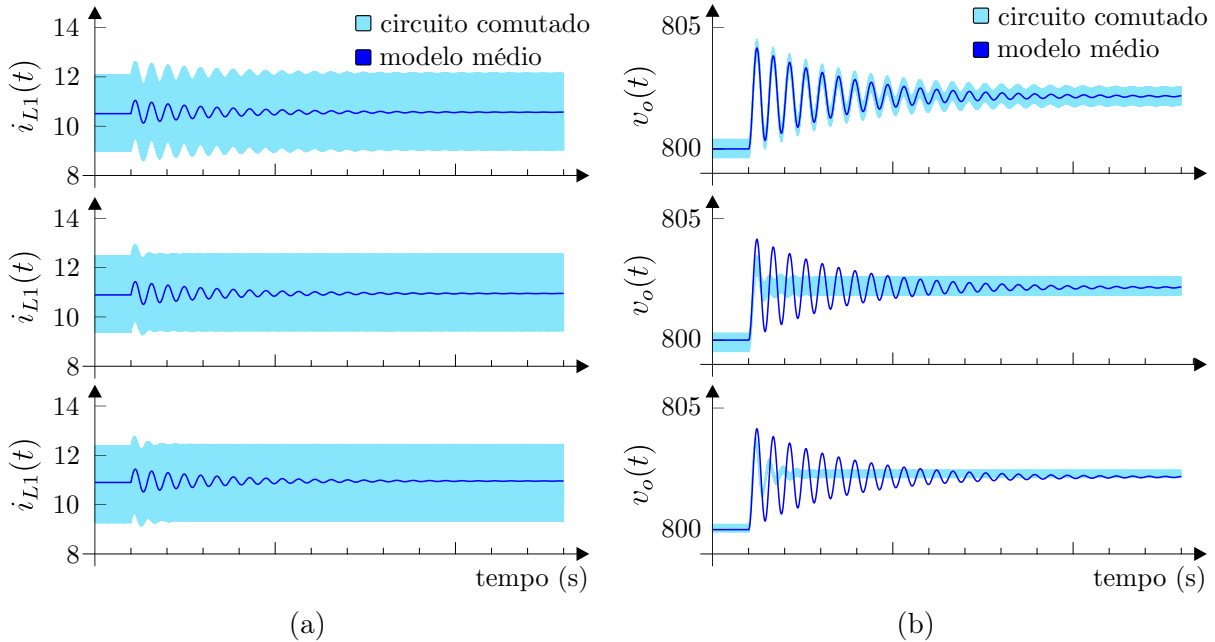 circuito comutado
modelo médio
14
12
10
8
i_{L1}(t)
14
12
10
8
i_{L1}(t)
14
12
10
8
i_{L1}(t)
tempo (s)
(a)
circuito comutado
modelo médio
805
800
v_o(t)
805
800
v_o(t)
805
800
v_o(t)
tempo (s)
(b)